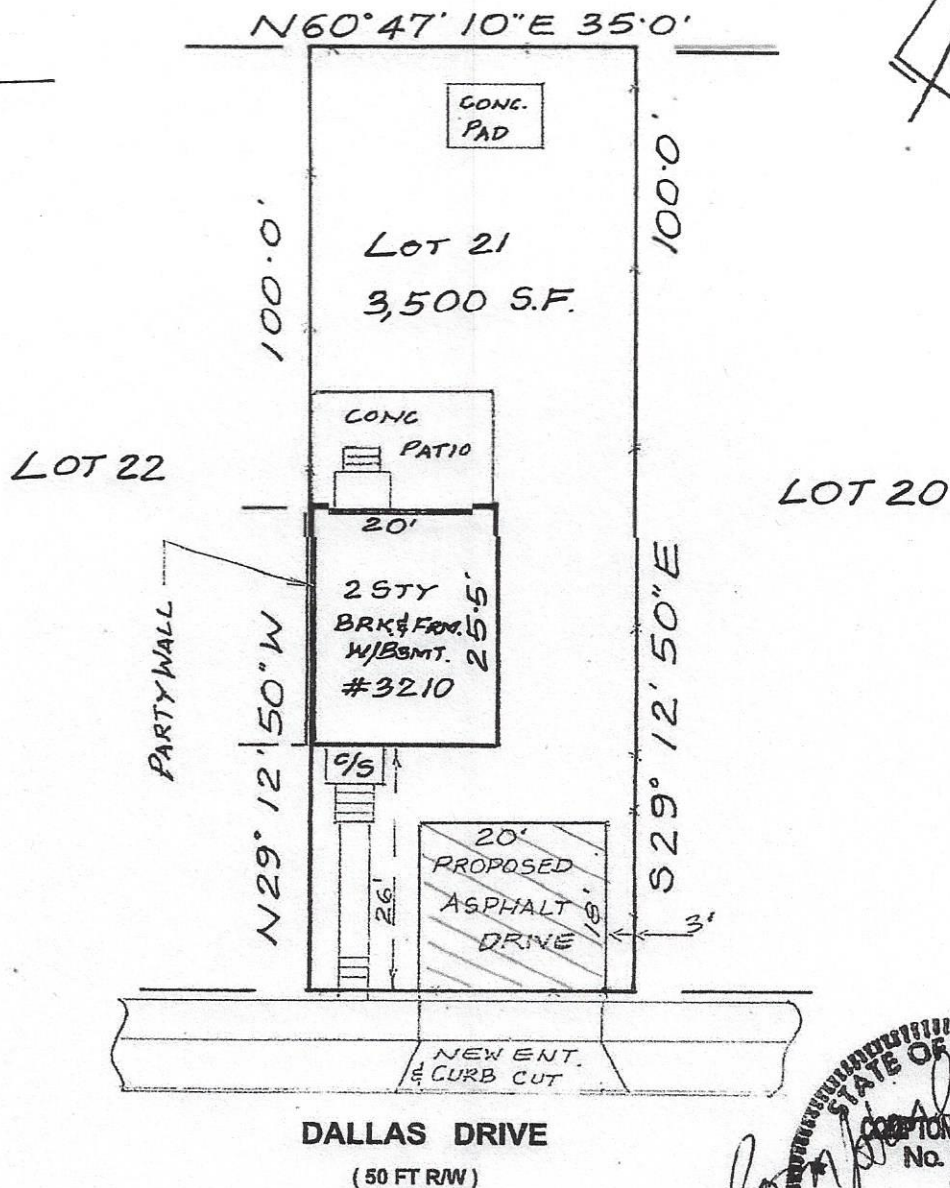 N60°47'10"E 35.0'
CONC.
PAD
100.0'
100.0'
LOT 21
3,500 S.F.
CONC
PATIO
LOT 22
LOT 20
20'
2 STY
BRK & FRM.
W/BSMT.
#3210
25.5'
PARTY WALL
N29° 12' 50" W
S29° 12' 50" E
C/S
26'
20'
PROPOSED
ASPHALT
DRIVE
18'
3'
NEW ENT.
& CURB CUT
DALLAS DRIVE
(50 FT R/W)
STATE OF
No.